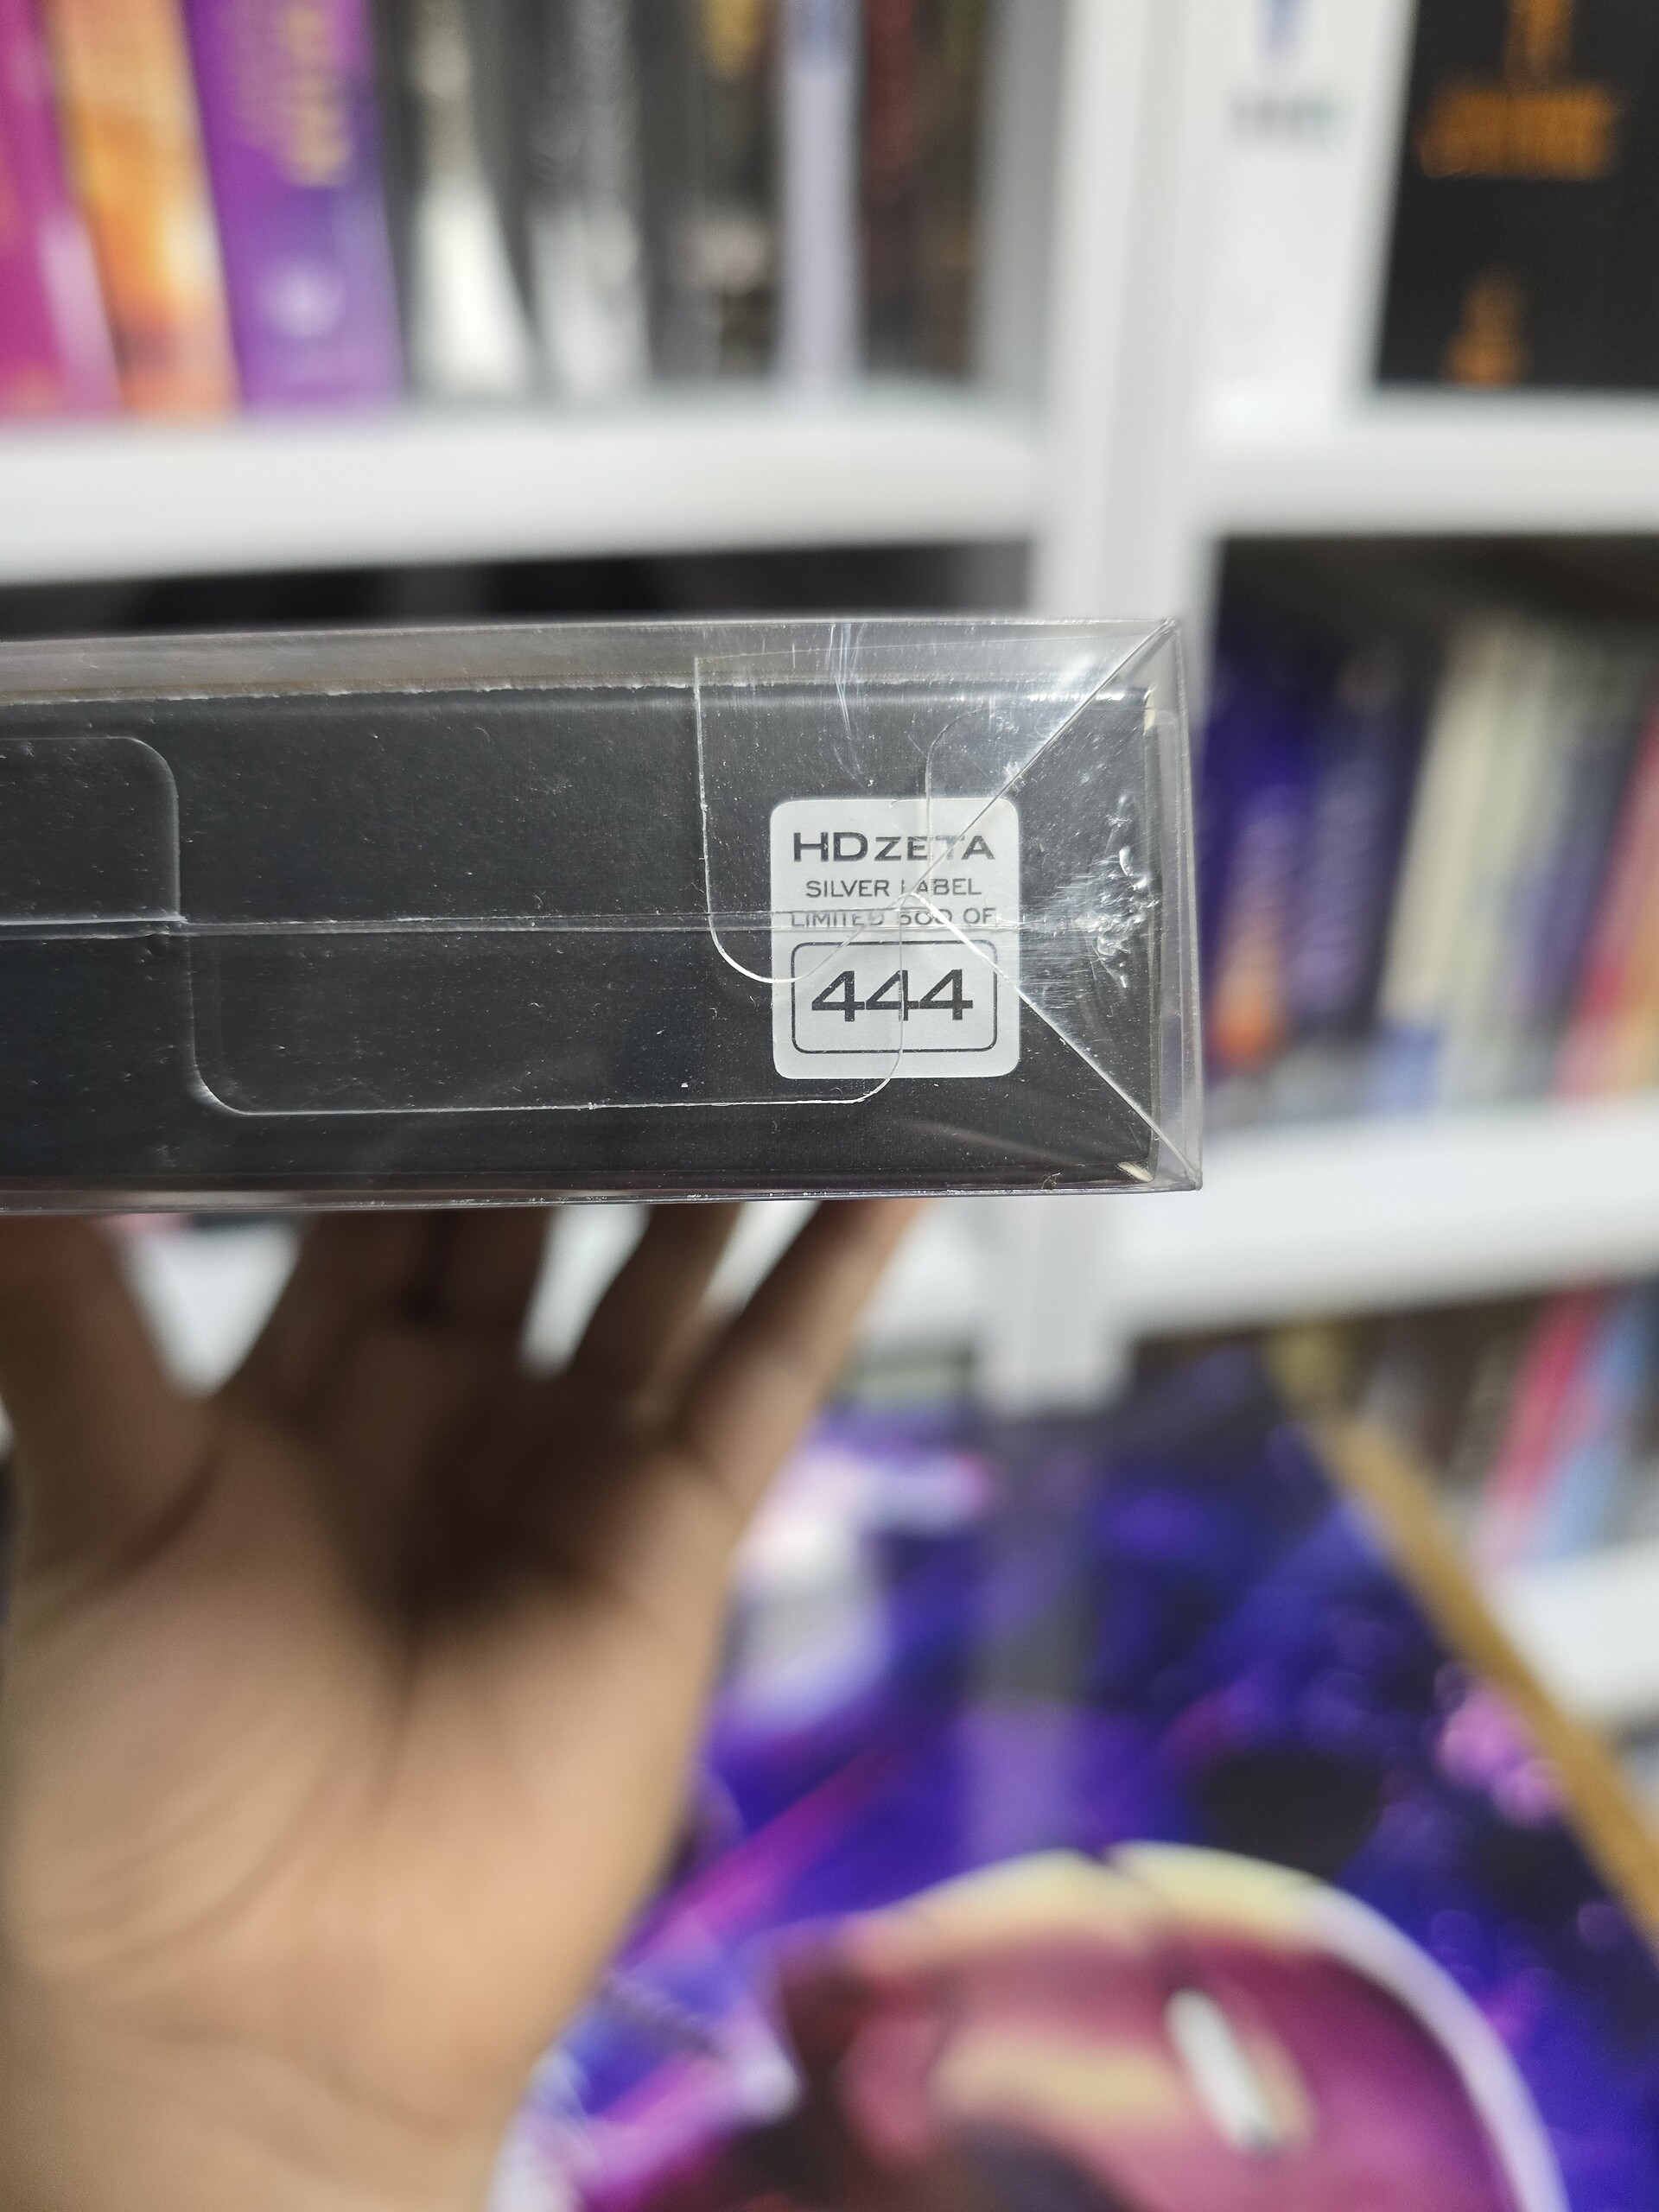 HDZETA
SILVER LABEL
LIMITED 500 OF
444